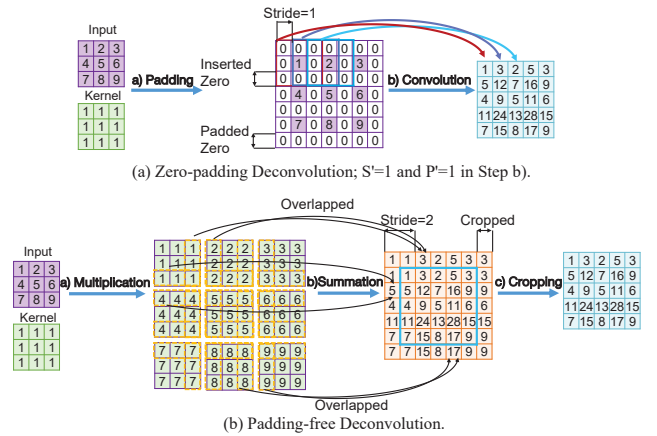 Input
1 2 3
4 5 6
7 8 9
Kernel
1 1 1
1 1 1
1 1 1
a) Padding
Stride=1
Inserted
Zero
Padded
Zero
0 0 0 0 0 0 0
0 1 0 2 0 3 0
0 0 0 0 0 0 0
0 4 0 5 0 6 0
0 0 0 0 0 0 0
0 7 0 8 0 9 0
0 0 0 0 0 0 0
b) Convolution
1 3 2 5 3
5 12 7 16 9
4 9 5 11 6
11 24 13 28 15
7 15 8 17 9
(a) Zero-padding Deconvolution; S'=1 and P'=1 in Step b).
Input
1 2 3
4 5 6
7 8 9
Kernel
1 1 1
1 1 1
1 1 1
a) Multiplication
Overlapped
1 1 1 2 2 2 3 3 3
1 1 1 2 2 2 3 3 3
1 1 1 2 2 2 3 3 3
4 4 4 5 5 5 6 6 6
4 4 4 5 5 5 6 6 6
4 4 4 5 5 5 6 6 6
7 7 7 8 8 8 9 9 9
7 7 7 8 8 8 9 9 9
7 7 7 8 8 8 9 9 9
b)Summation
Overlapped
Stride=2
Cropped
1 1 3 2 5 3 3
1 1 3 2 5 3 3
5 5 12 7 16 9 9
4 4 9 5 11 6 6
11 11 24 13 28 15 15
7 7 15 8 17 9 9
7 7 15 8 17 9 9
c) Cropping
1 3 2 5 3
5 12 7 16 9
4 9 5 11 6
11 24 13 28 15
7 15 8 17 9
(b) Padding-free Deconvolution.